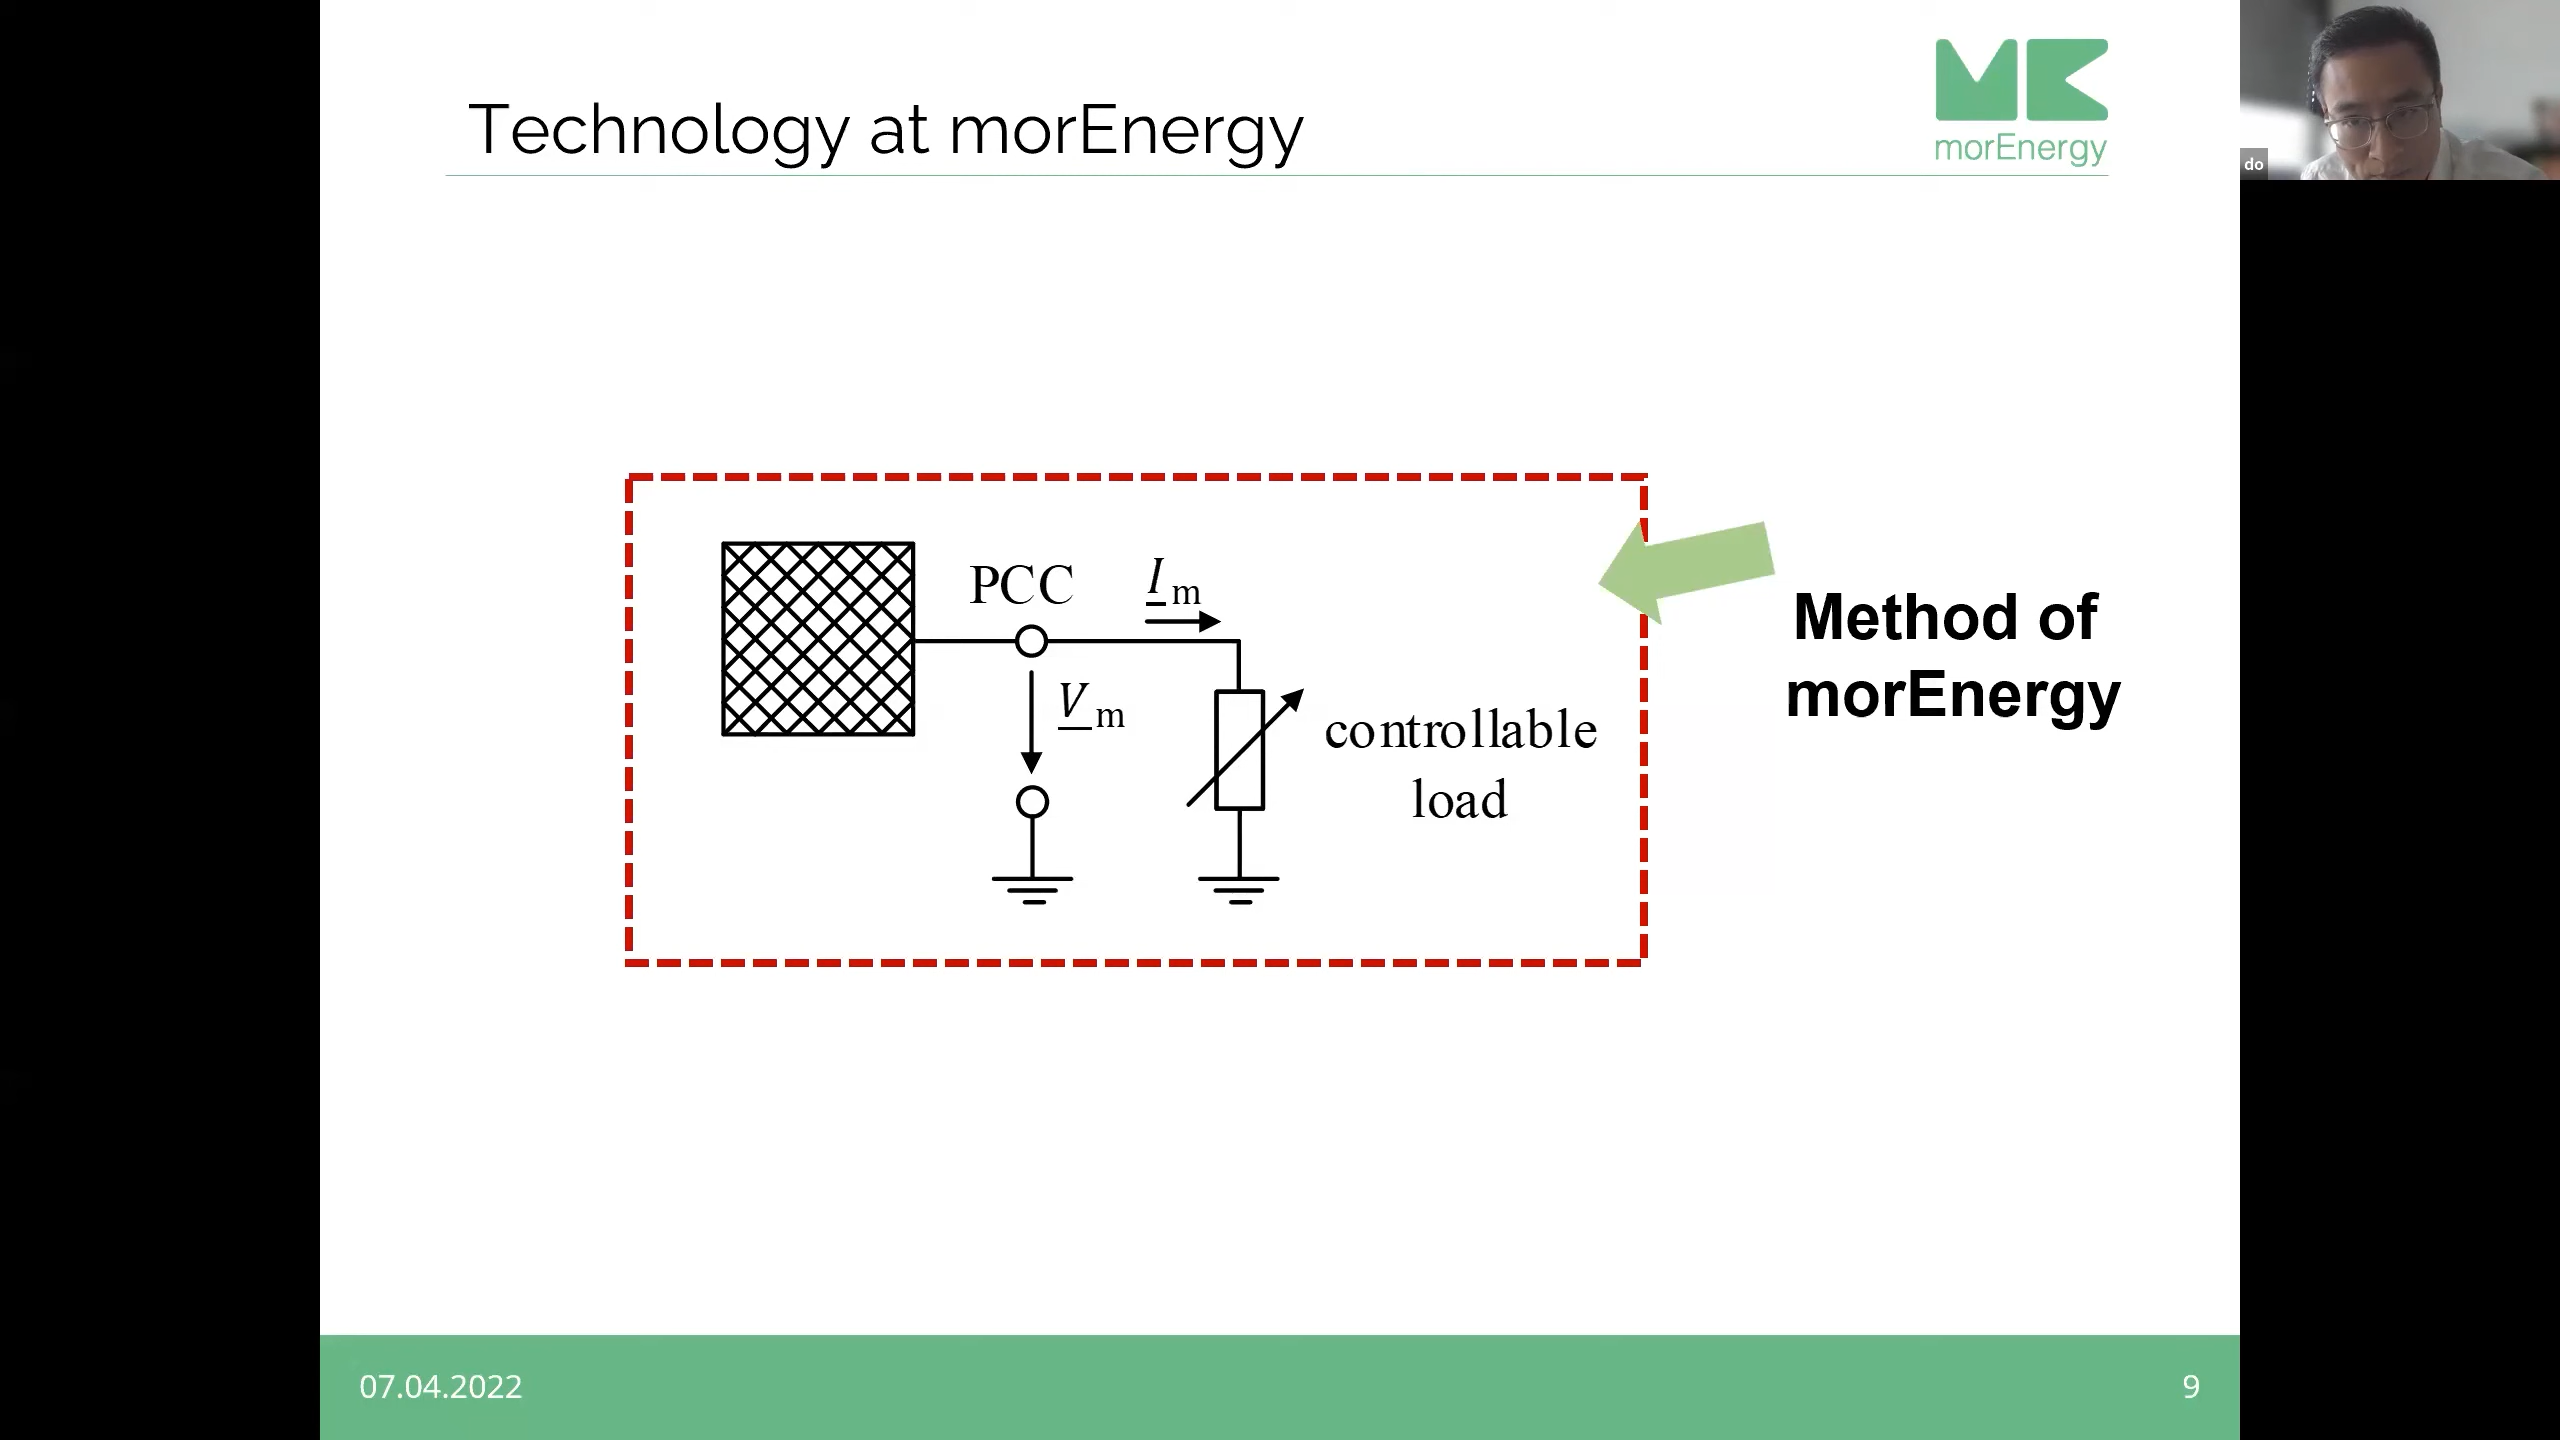 Technology at morEnergy
morEnergy
do
PCC
I m
V m
controllable
load
Method of
morEnergy
07.04.2022
9